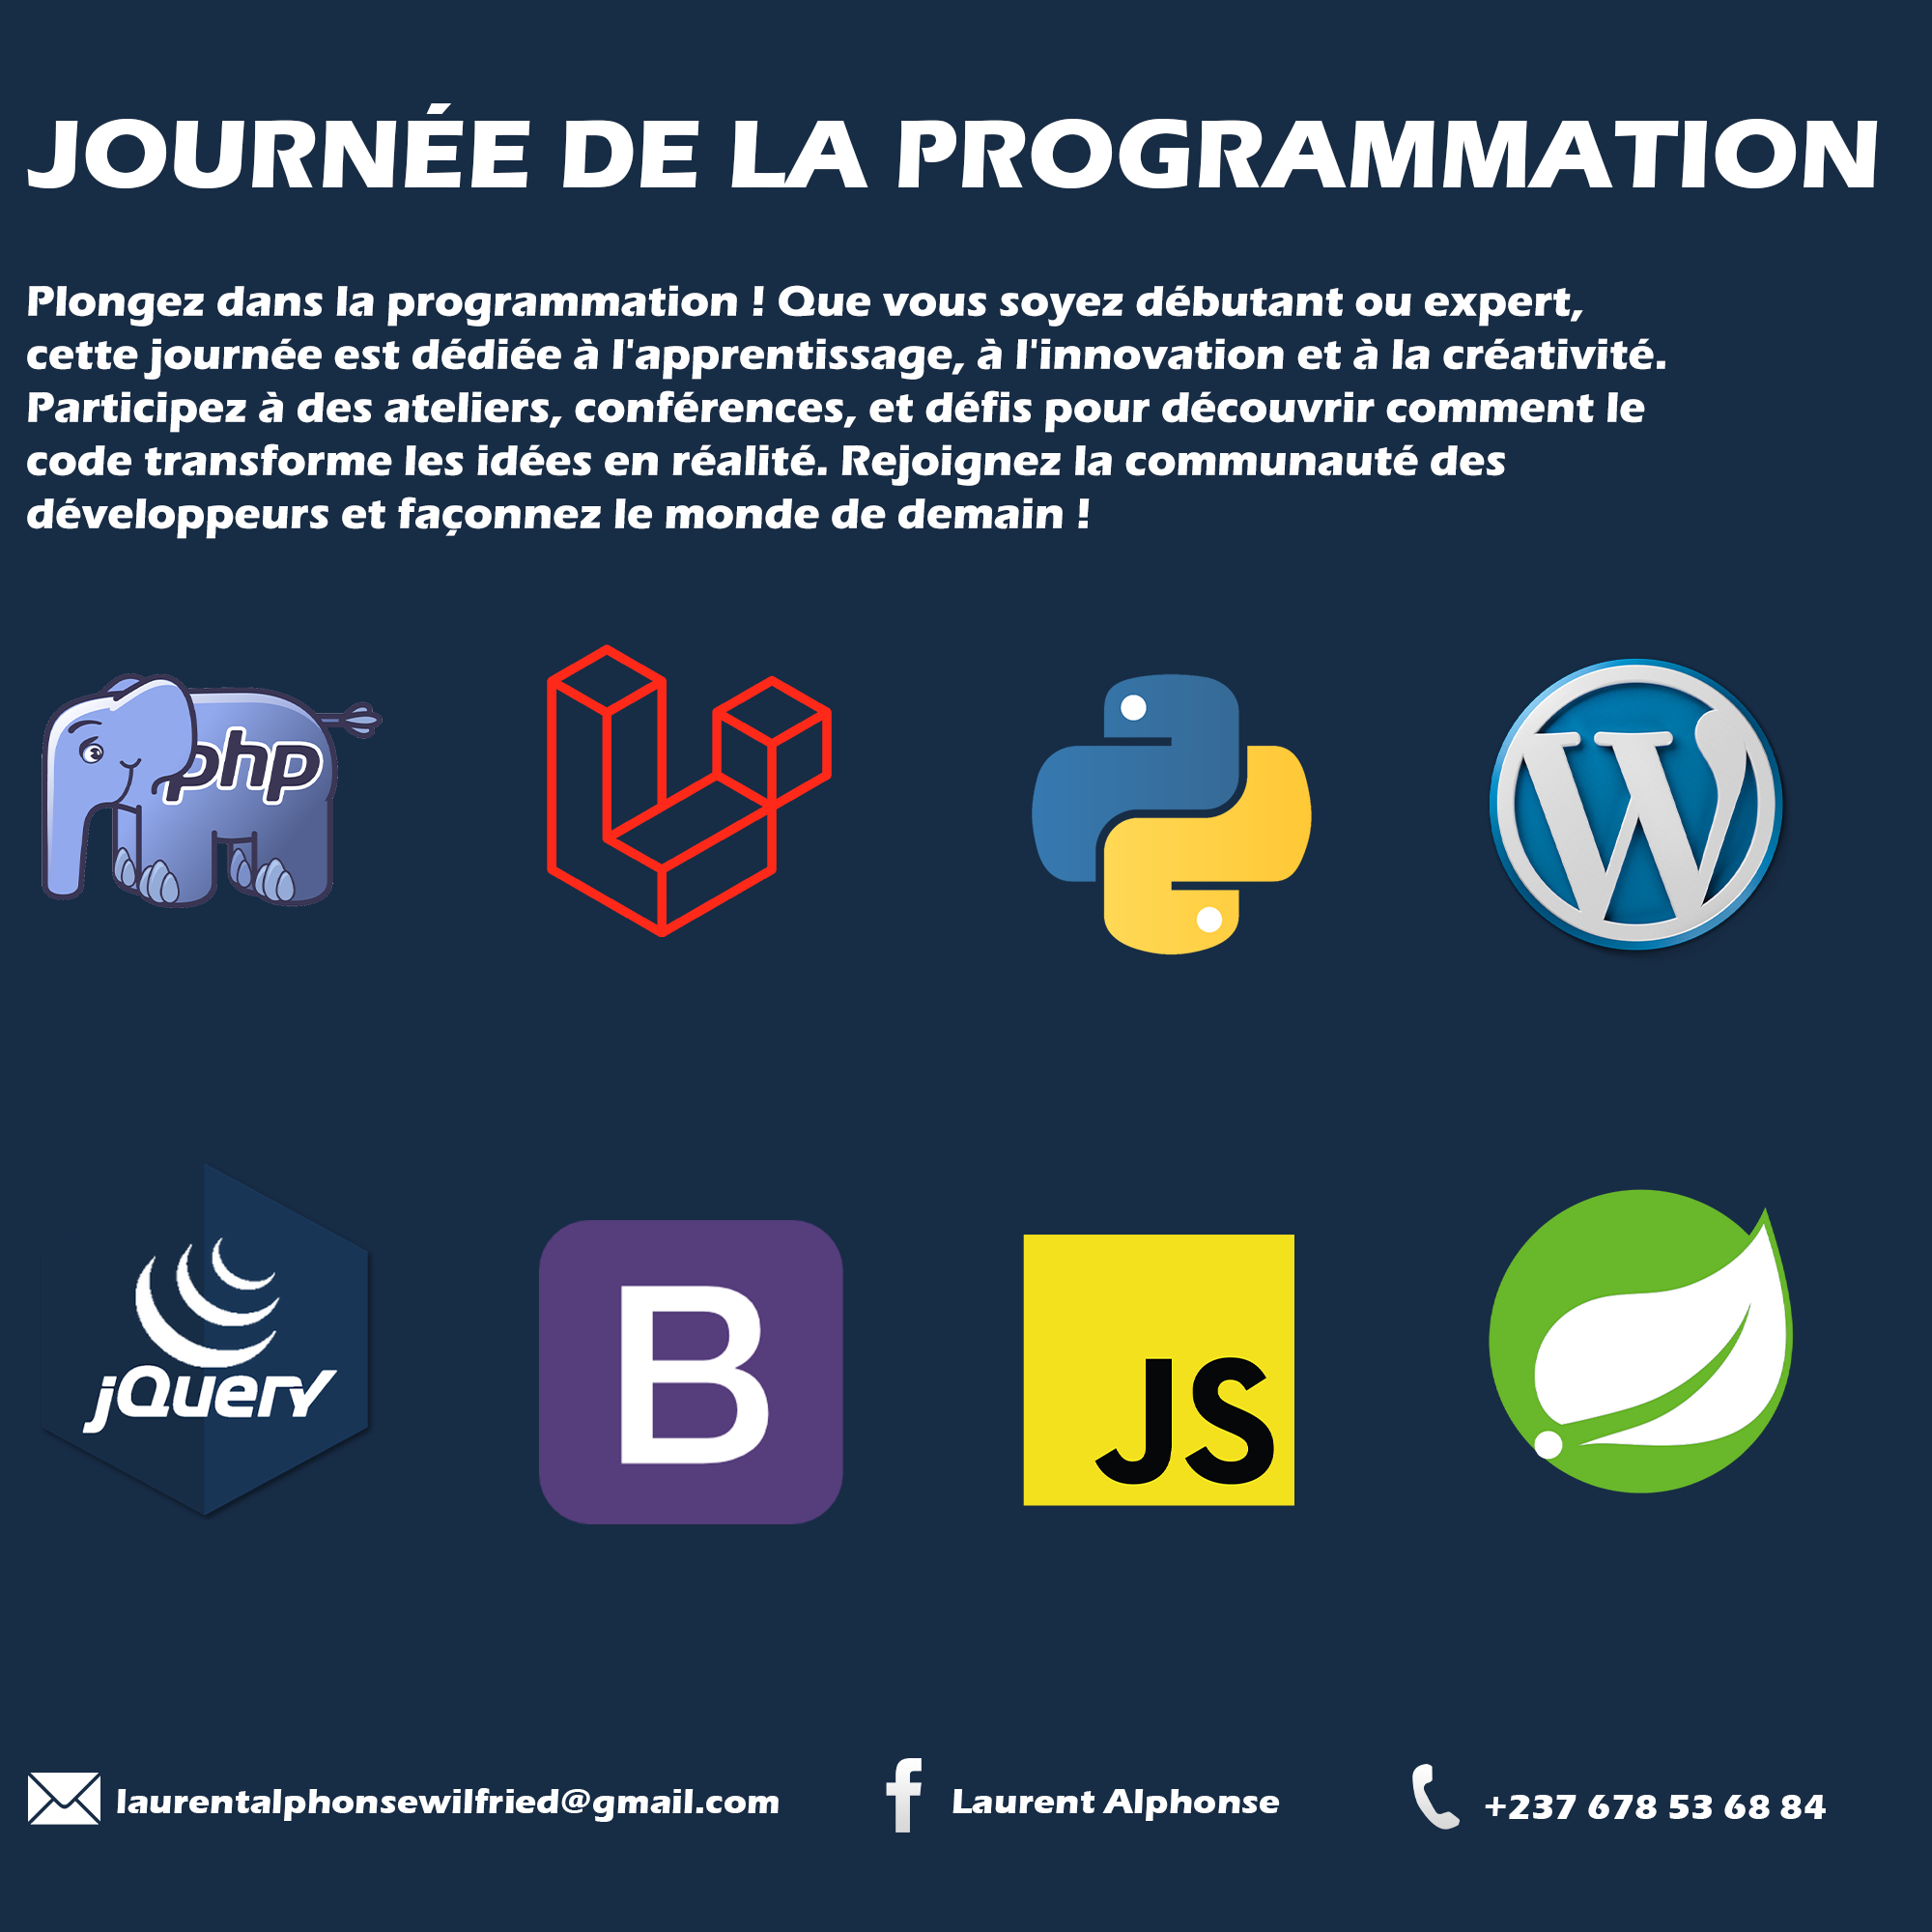 JOURNÉE DE LA PROGRAMMATION
Plongez dans la programmation ! Que vous soyez débutant ou expert,
cette journée est dédiée à l'apprentissage, à l'innovation et à la créativité.
Participez à des ateliers, conférences, et défis pour découvrir comment le
code transforme les idées en réalité. Rejoignez la communauté des
développeurs et façonnez le monde de demain !
php
W
jQuery
B
JS
laurentalphonsewilfried@gmail.com
f
Laurent Alphonse
+237 678 53 68 84